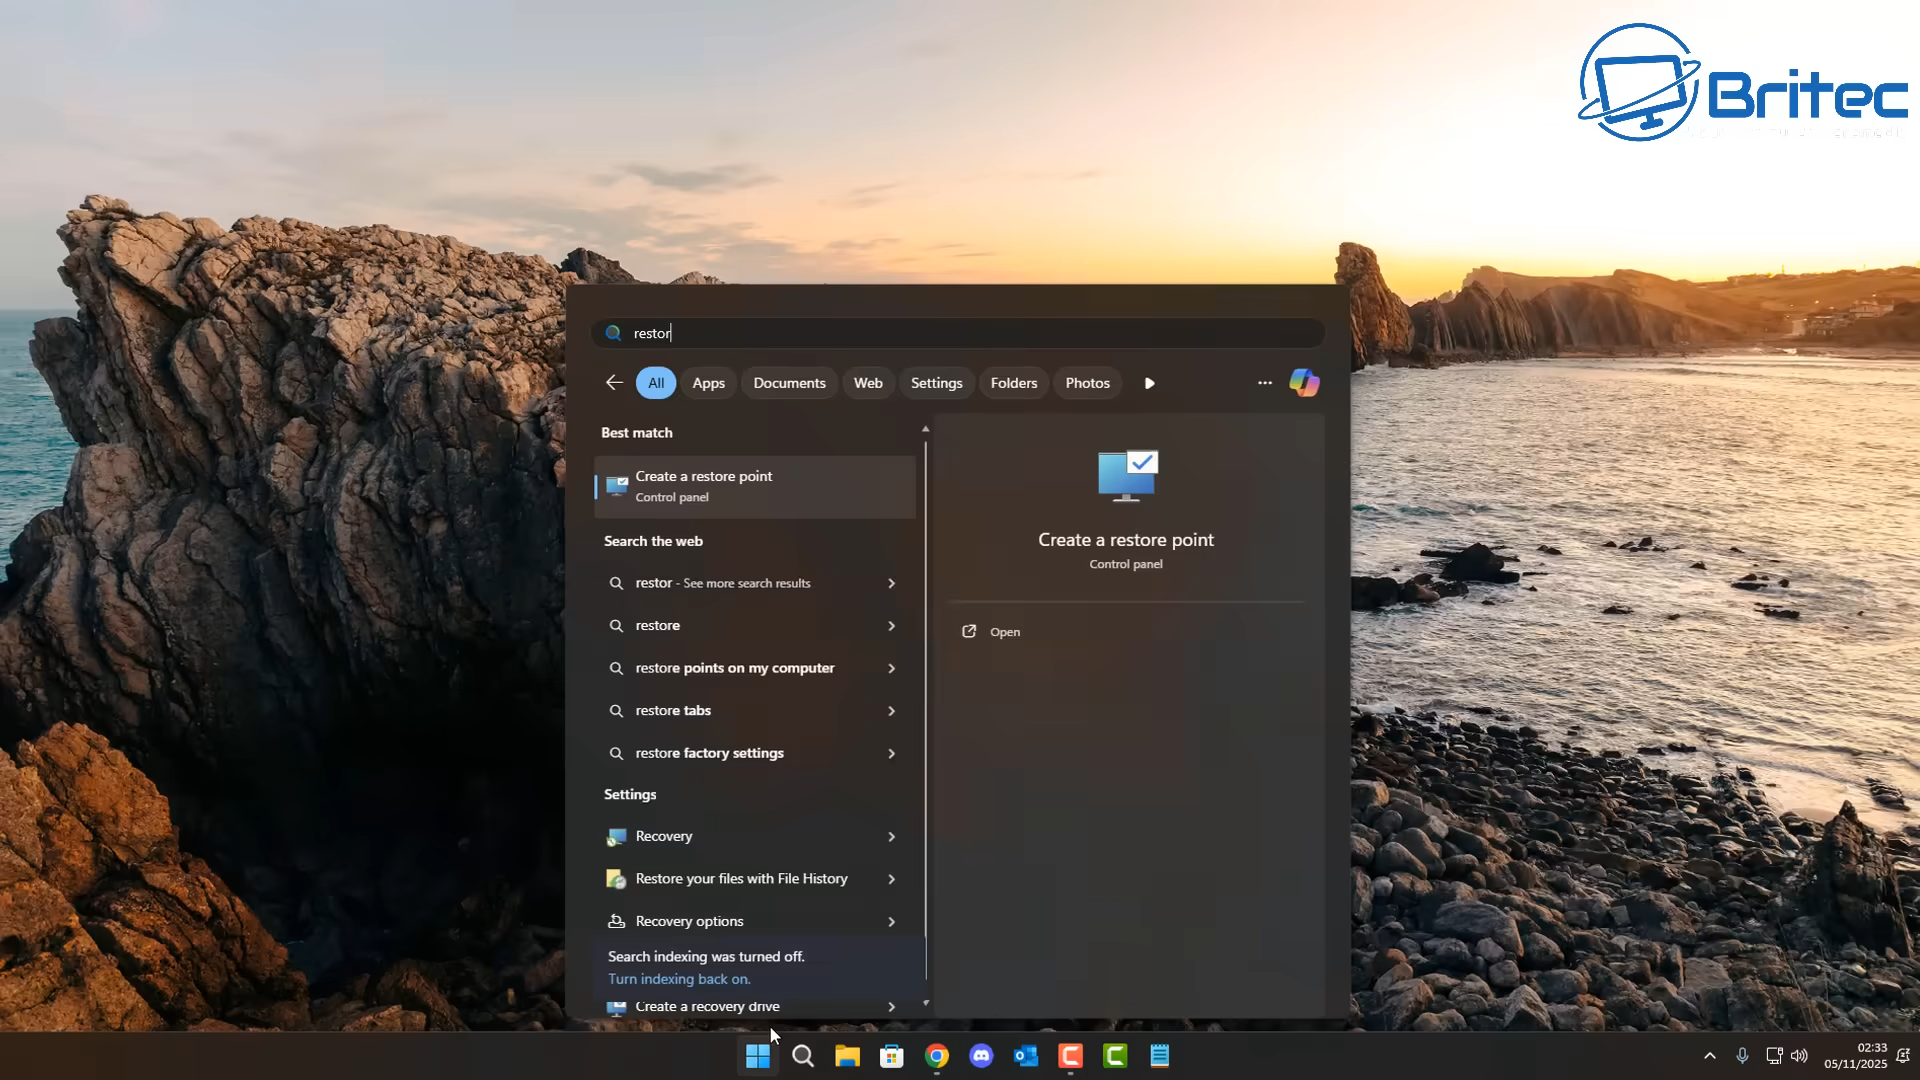 Britec
restor
All
Apps
Documents
Web
Settings
Folders
Photos
Best match
Create a restore point
Control panel
Search the web
restor - See more search results
restore
restore points on my computer
restore tabs
restore factory settings
Settings
Recovery
Restore your files with File History
Recovery options
Search indexing was turned off.
Turn indexing back on.
Create a recovery drive
Create a restore point
Control panel
Open
02:33
05/11/2025